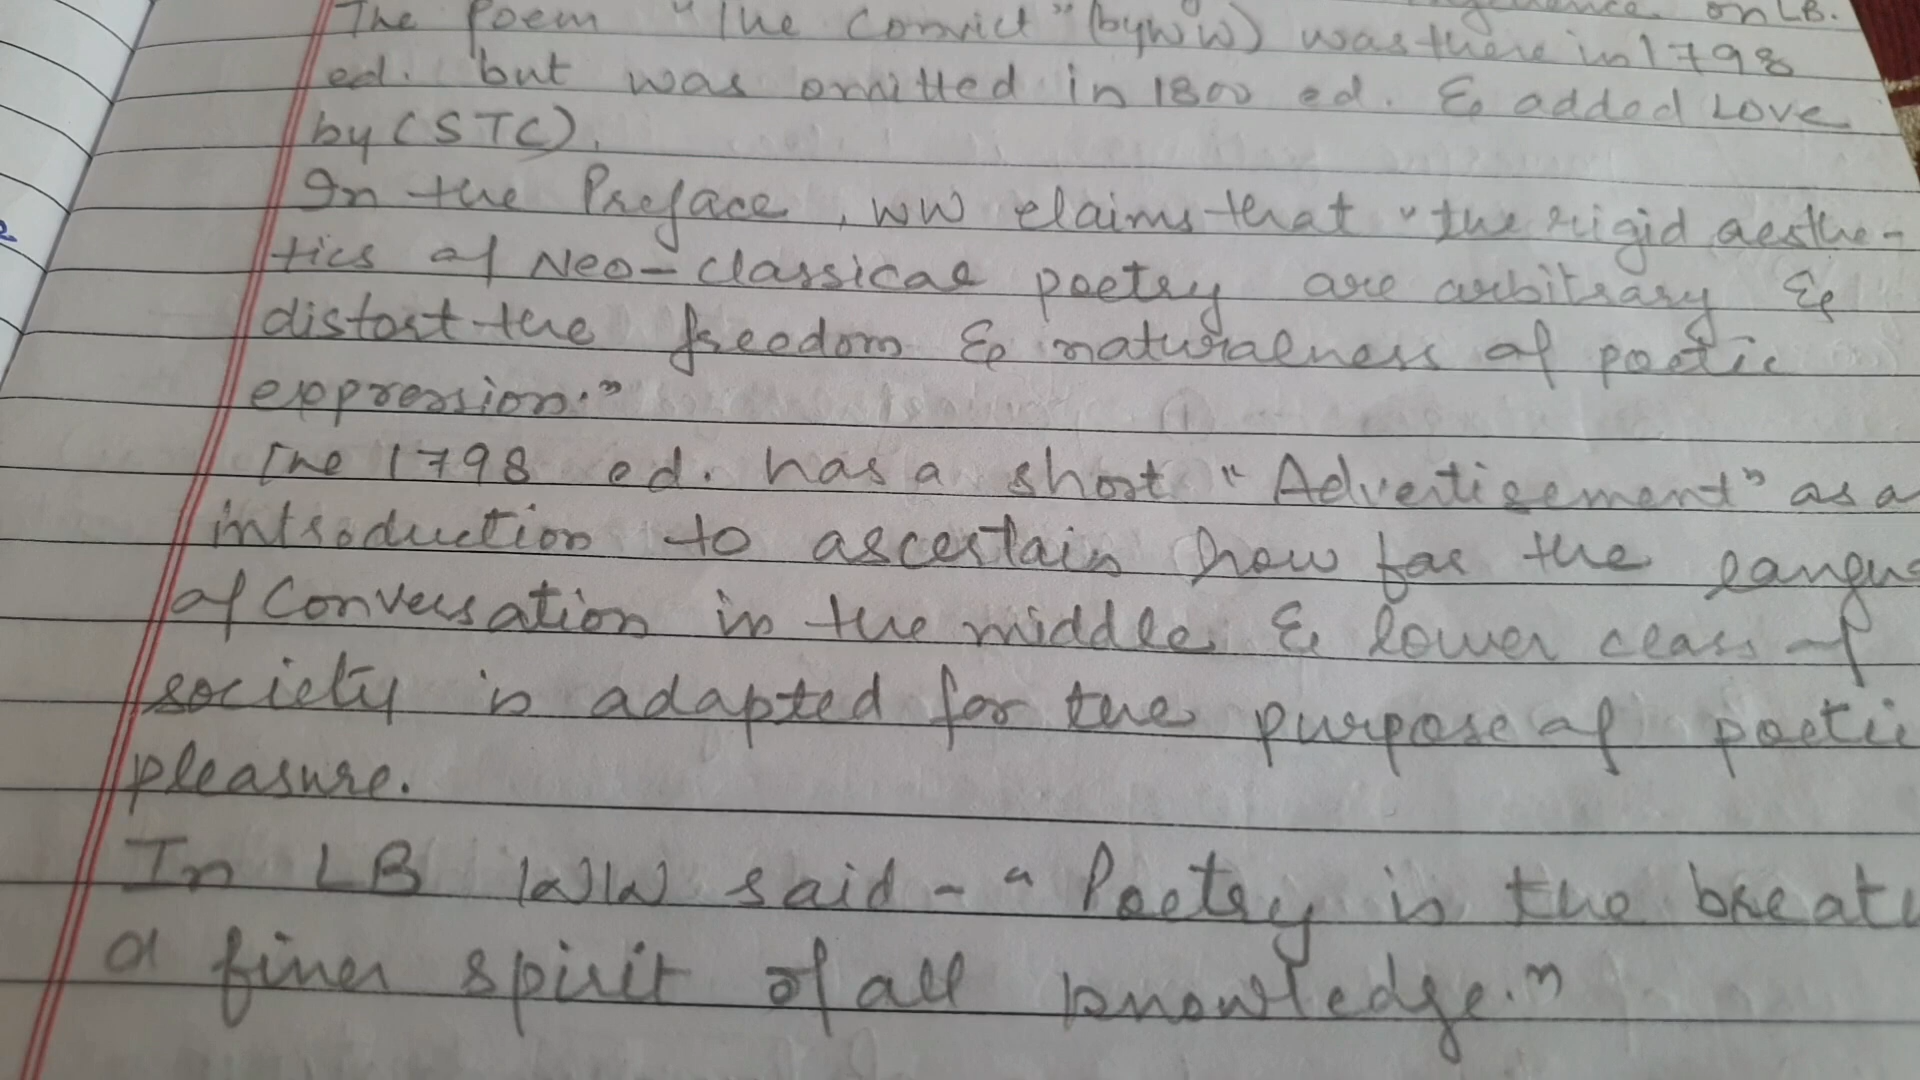 on LB.
The Poem "The Convict" (by WW) was there in 1798
ed. but was omitted in 1800 ed. & added Love
by (STC).
In the Preface, WW claims that "the rigid aesthe-
tics of Neo-classical poetry are arbitrary &
distort the freedom & naturalness of poetic
expression."
The 1798 ed. has a short "Advertisement" as a
introduction to ascertain how far the langu
of Conversation in the middle & lower class of
society is adapted for the purpose of poetic
pleasure.
In LB WW said - "Poetry is the breat
a finer spirit of all knowledge."